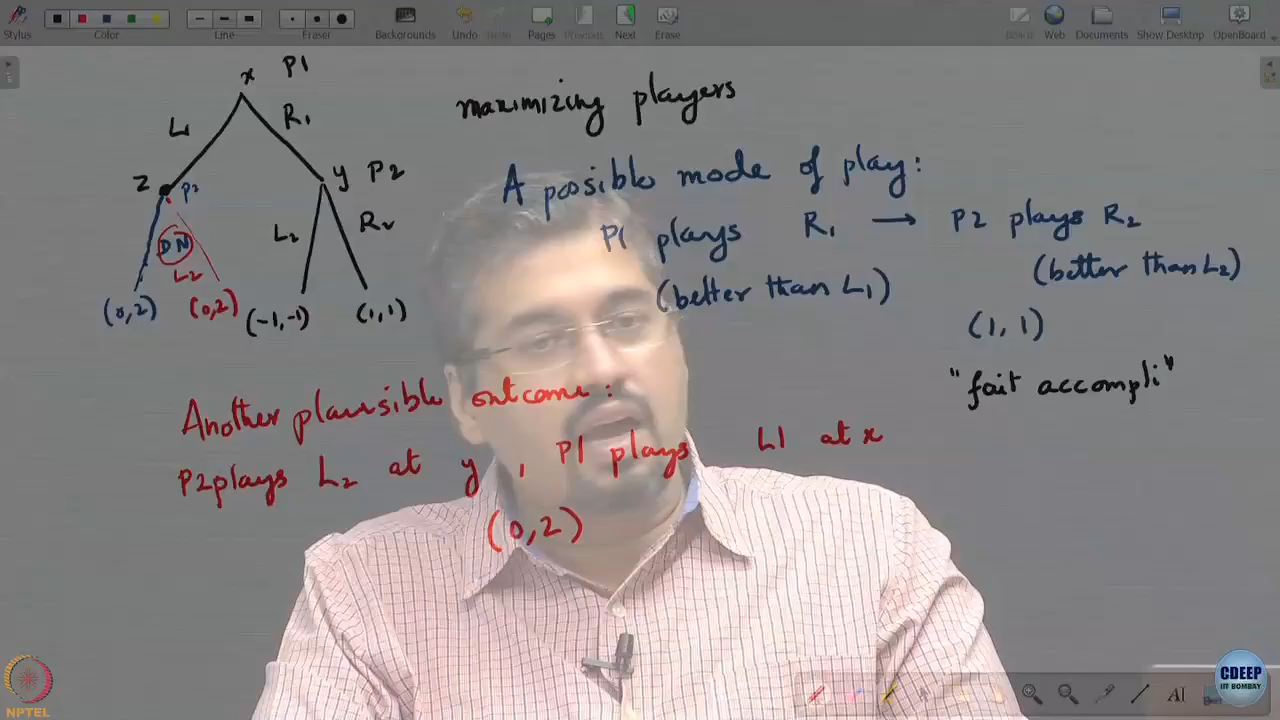 Stylus
Color
Line
Eraser
Backgrounds
Undo
Redo
Pages
Previous
Next
Erase
Board
Web
Documents
Show Desktop
OpenBoard
x P1
L1 R1
maximizing players
z P2
y P2
DN
L2
L2 R2
(0,2) (0,2) (-1,-1) (1,1)
A possible mode of play:
P1 plays R1 → P2 plays R2
(better than L1) (better than L2)
(1, 1)
"fait accompli"
Another plausible outcome:
P2 plays L2 at y, P1 plays L1 at x
(0,2)
NPTEL
CDEEP
IIT BOMBAY